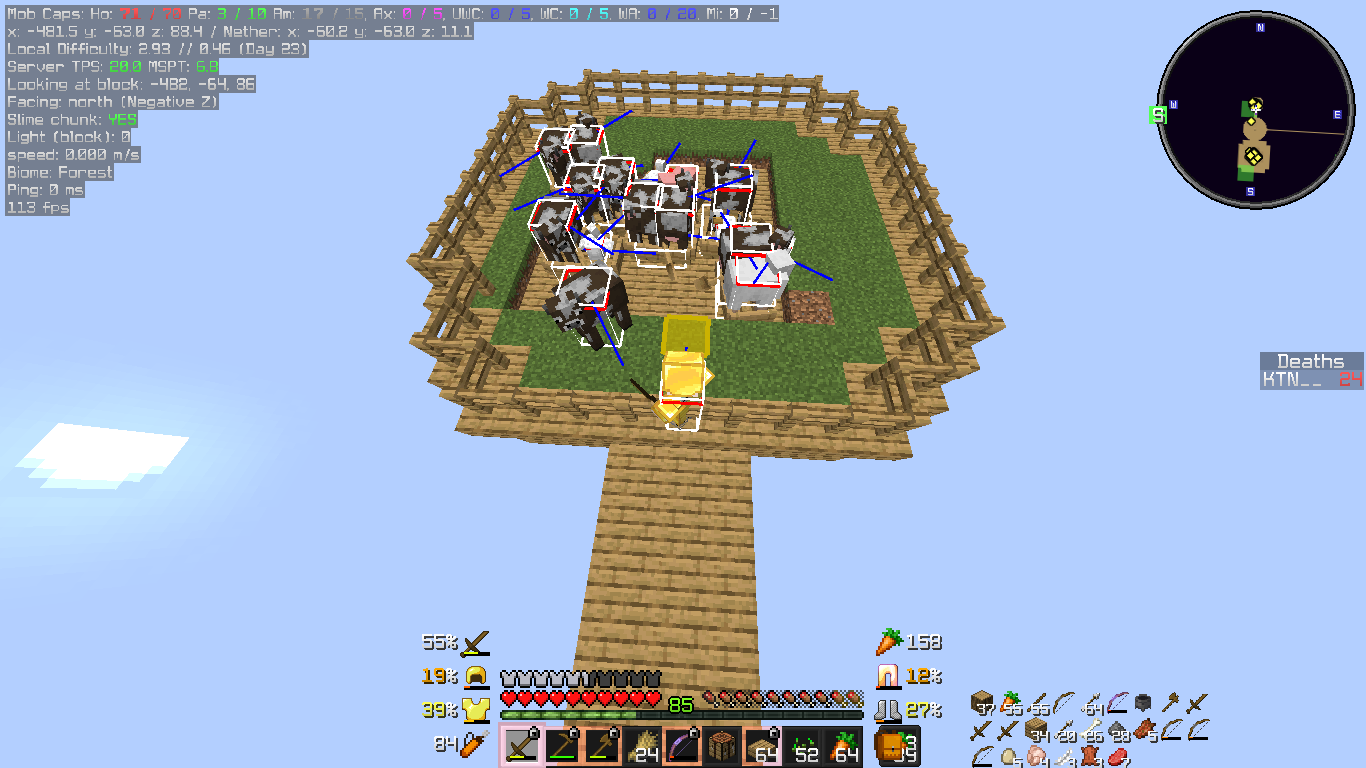 Mob Caps: Ho: 71 / 70 Pa: 3 / 10 Am: 17 / 15, Ax: 0 / 5, UWC: 0 / 5, WC: 0 / 5, WA: 0 / 20, Mi: 0 / -1
x: -481.5 y: -63.0 z: 88.4 / Nether: x: -60.2 y: -63.0 z: 11.1
Local Difficulty: 2.93 // 0.46 (Day 23)
Server TPS: 20.0 MSPT: 6.8
Looking at block: -482, -64, 86
Facing: north (Negative Z)
Slime chunk: YES
Light (block): 0
speed: 0.000 m/s
Biome: Forest
Ping: 0 ms
113 fps
N
W
E
S
Deaths
KTN__ 24
55%
158
19%
12%
39%
27%
85
84
24
64
52
64
37
55
64
34
20
26
28
5